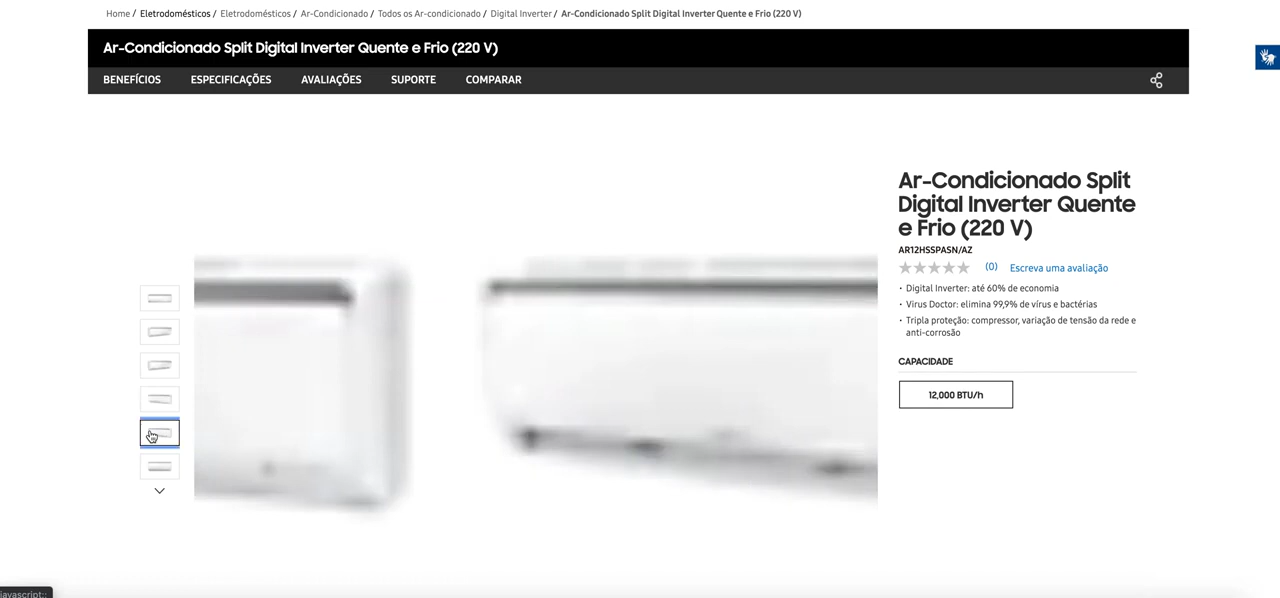 Home / Eletrodomésticos / Eletrodomésticos / Ar-Condicionado / Todos os Ar-condicionado / Digital Inverter / Ar-Condicionado Split Digital Inverter Quente e Frio (220 V)
Ar-Condicionado Split Digital Inverter Quente e Frio (220 V)
BENEFÍCIOS ESPECIFICAÇÕES AVALIAÇÕES SUPORTE COMPARAR
Ar-Condicionado Split
Digital Inverter Quente
e Frio (220 V)
AR12HSSPASN/AZ
(0) Escreva uma avaliação
· Digital Inverter: até 60% de economia
· Virus Doctor: elimina 99,9% de vírus e bactérias
· Tripla proteção: compressor, variação de tensão da rede e
anti-corrosão
CAPACIDADE
12,000 BTU/h
javascript:;